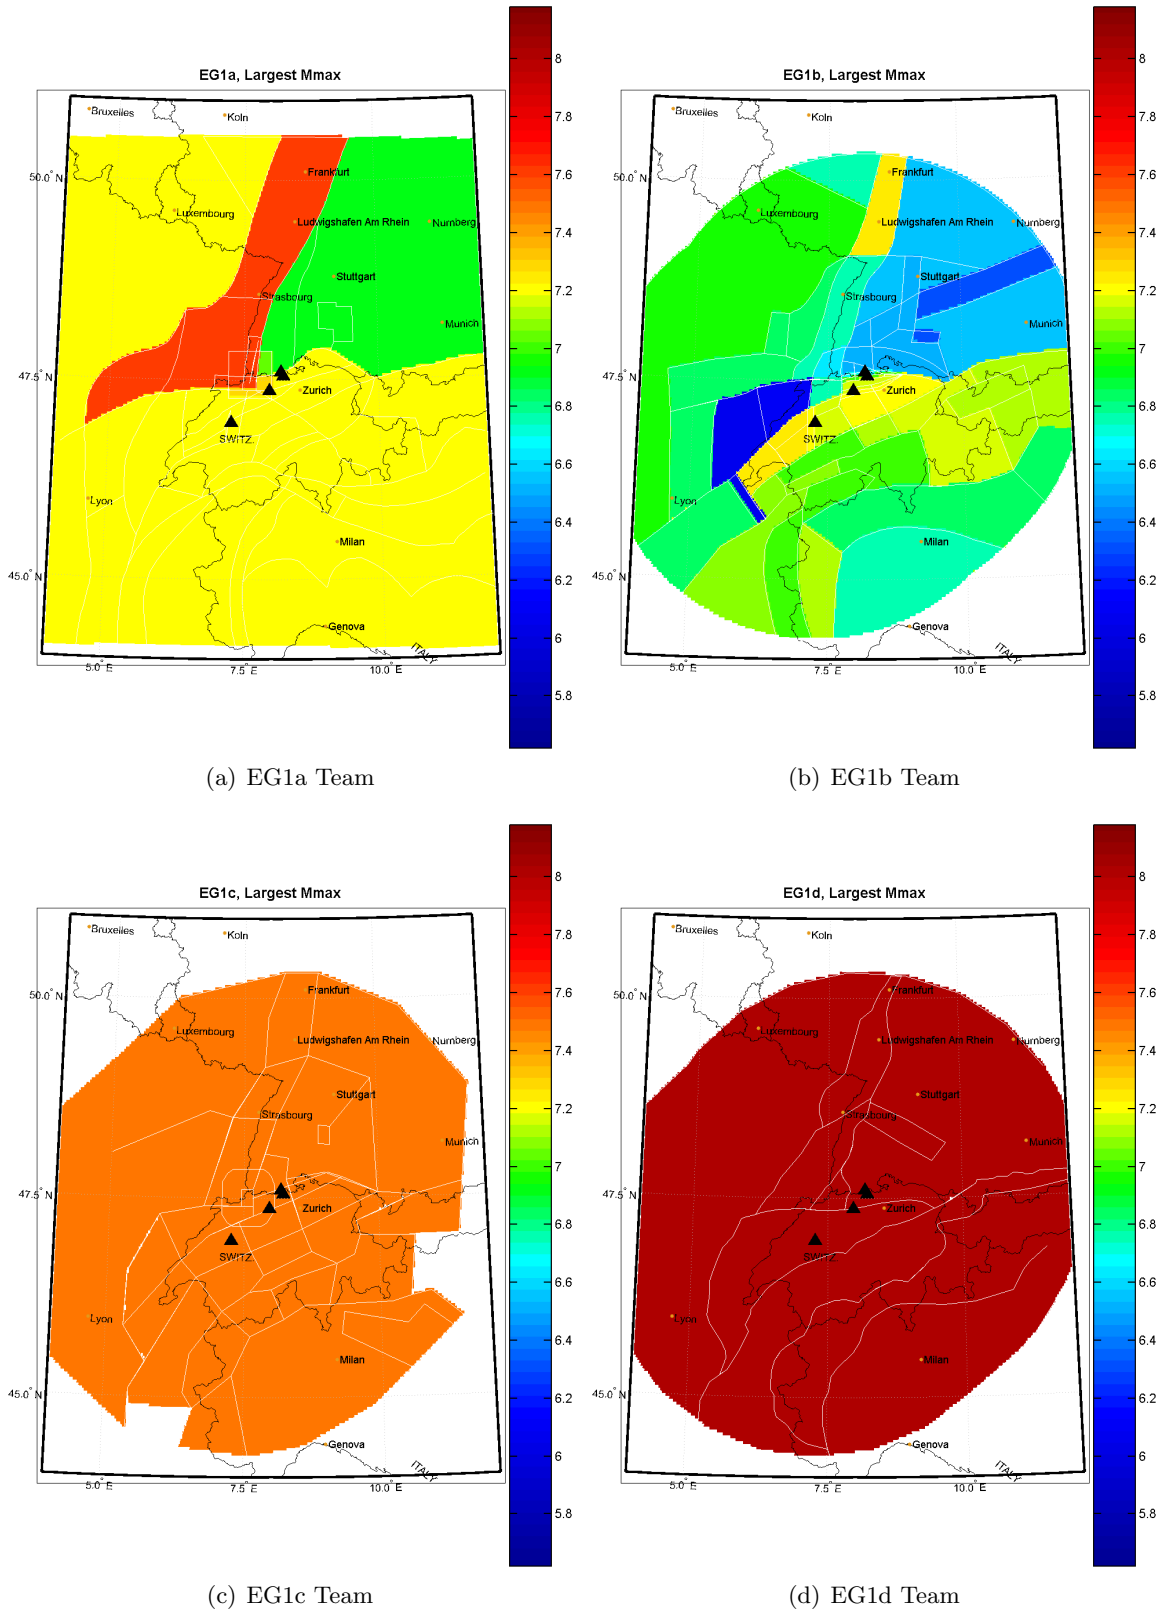 EG1a, Largest Mmax
Bruxelles
Koln
50.0° N
Frankfurt
Luxembourg
Ludwigshafen Am Rhein
Nurnberg
Stuttgart
Strasbourg
Munich
47.5° N
Zurich
SWITZ.
Lyon
Milan
45.0° N
Genova
ITALY
5.0° E
7.5° E
10.0° E
8
7.8
7.6
7.4
7.2
7
6.8
6.6
6.4
6.2
6
5.8
(a) EG1a Team
EG1b, Largest Mmax
Bruxelles
Koln
50.0° N
Frankfurt
Luxembourg
Ludwigshafen Am Rhein
Nurnberg
Stuttgart
Strasbourg
Munich
47.5° N
Zurich
SWITZ.
Lyon
Milan
45.0° N
Genova
ITALY
5.0° E
7.5° E
10.0° E
8
7.8
7.6
7.4
7.2
7
6.8
6.6
6.4
6.2
6
5.8
(b) EG1b Team
EG1c, Largest Mmax
Bruxelles
Koln
50.0° N
Frankfurt
Luxembourg
Ludwigshafen Am Rhein
Nurnberg
Stuttgart
Strasbourg
Munich
47.5° N
Zurich
SWITZ.
Lyon
Milan
45.0° N
Genova
ITALY
5.0° E
7.5° E
10.0° E
8
7.8
7.6
7.4
7.2
7
6.8
6.6
6.4
6.2
6
5.8
(c) EG1c Team
EG1d, Largest Mmax
Bruxelles
Koln
50.0° N
Frankfurt
Luxembourg
Ludwigshafen Am Rhein
Nurnberg
Stuttgart
Strasbourg
Munich
47.5° N
Zurich
SWITZ.
Lyon
Milan
45.0° N
Genova
ITALY
5.0° E
7.5° E
10.0° E
8
7.8
7.6
7.4
7.2
7
6.8
6.6
6.4
6.2
6
5.8
(d) EG1d Team